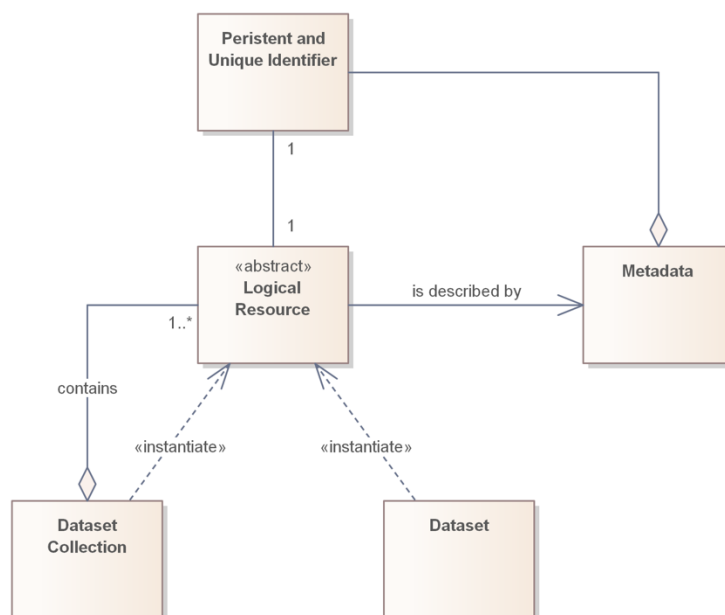 Peristent and
Unique Identifier
1
1
«abstract»
Logical
Resource
is described by
Metadata
1..*
contains
«instantiate»
«instantiate»
Dataset
Collection
Dataset